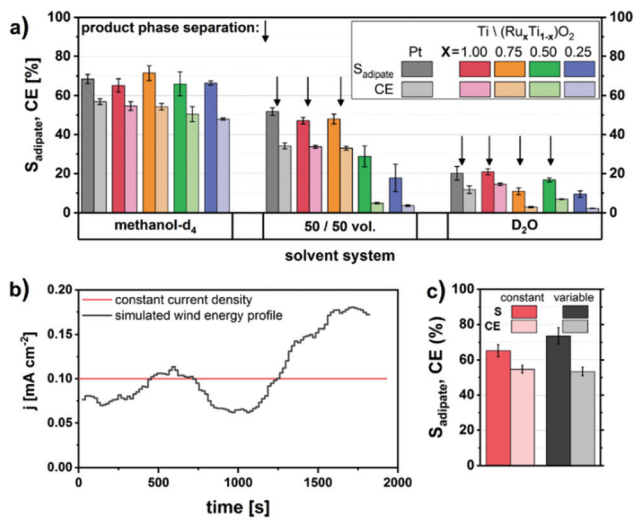 a)
product phase separation:
Ti \ (RuxTi1-x)O2
Pt X = 1.00 0.75 0.50 0.25
Sadipate
CE
Sadipate, CE [%]
100 100
80 80
60 60
40 40
20 20
0 0
methanol-d4 50 / 50 vol. D2O
solvent system
b)
constant current density
simulated wind energy profile
j [mA cm-2]
0.20
0.15
0.10
0.05
0.00
0 500 1000 1500 2000
time [s]
c)
constant variable
S
CE
Sadipate, CE (%)
100
80
60
40
20
0